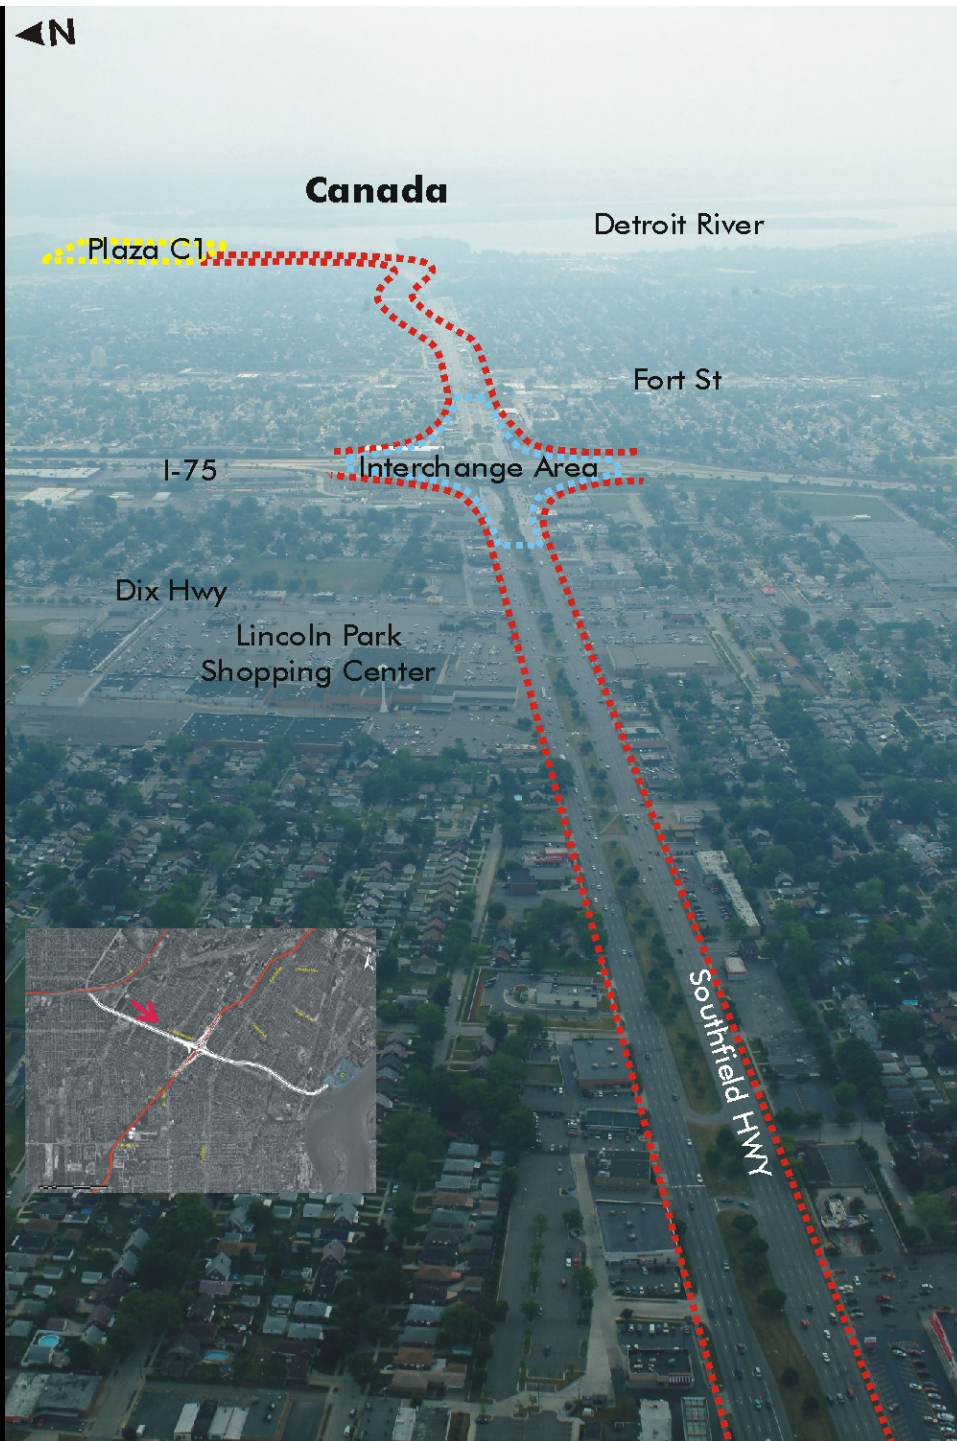 N
Canada
Detroit River
Plaza C1
Fort St
I-75
Interchange Area
Dix Hwy
Lincoln Park
Shopping Center
Southfield HWY